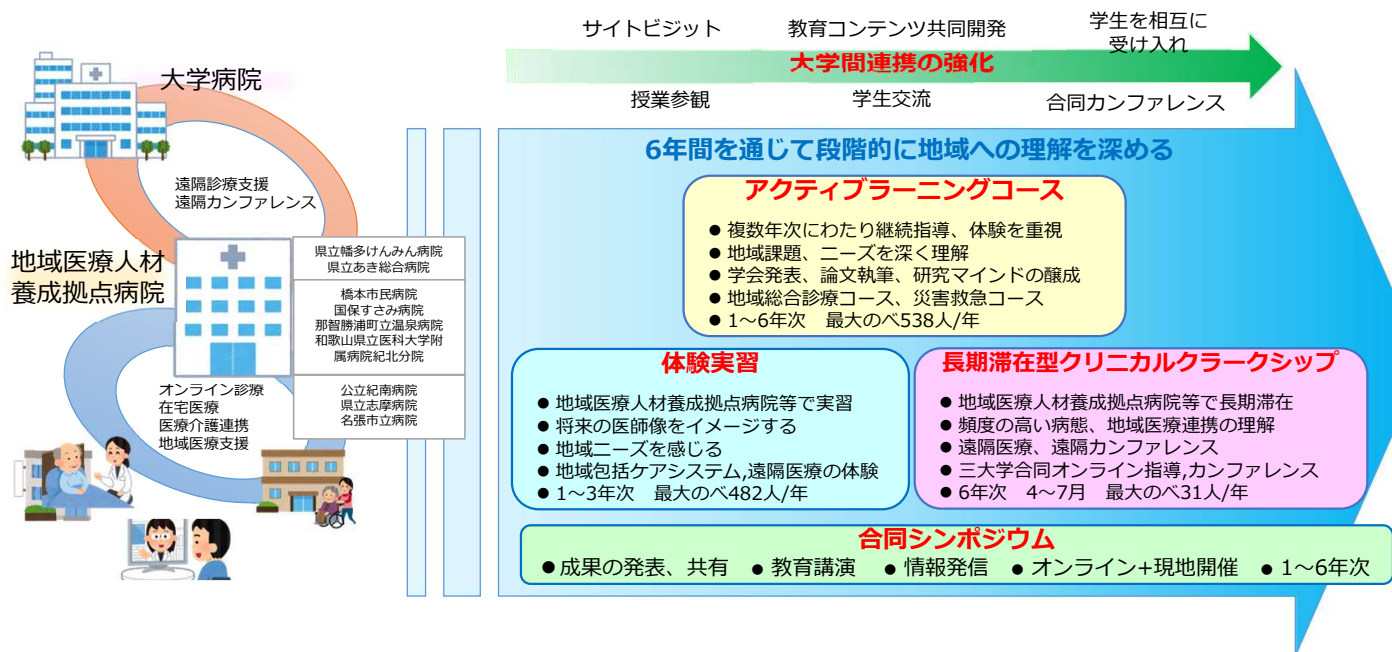 大学病院
遠隔診療支援
遠隔カンファレンス
地域医療人材
養成拠点病院
県立幡多けんみん病院
県立あき総合病院
橋本市民病院
国保すさみ病院
那智勝浦町立温泉病院
和歌山県立医科大学附
属病院紀北分院
公立紀南病院
県立志摩病院
名張市立病院
オンライン診療
在宅医療
医療介護連携
地域医療支援
サイトビジット
教育コンテンツ共同開発
学生を相互に
受け入れ
大学間連携の強化
授業参観
学生交流
合同カンファレンス
6年間を通じて段階的に地域への理解を深める
アクティブラーニングコース
● 複数年次にわたり継続指導、体験を重視
● 地域課題、ニーズを深く理解
● 学会発表、論文執筆、研究マインドの醸成
● 地域総合診療コース、災害救急コース
● 1～6年次　最大のべ538人/年
体験実習
● 地域医療人材養成拠点病院等で実習
● 将来の医師像をイメージする
● 地域ニーズを感じる
● 地域包括ケアシステム,遠隔医療の体験
● 1～3年次　最大のべ482人/年
長期滞在型クリニカルクラークシップ
● 地域医療人材養成拠点病院等で長期滞在
● 頻度の高い病態、地域医療連携の理解
● 遠隔医療、遠隔カンファレンス
● 三大学合同オンライン指導,カンファレンス
● 6年次　4～7月　最大のべ31人/年
合同シンポジウム
● 成果の発表、共有　● 教育講演　● 情報発信　● オンライン+現地開催　● 1～6年次